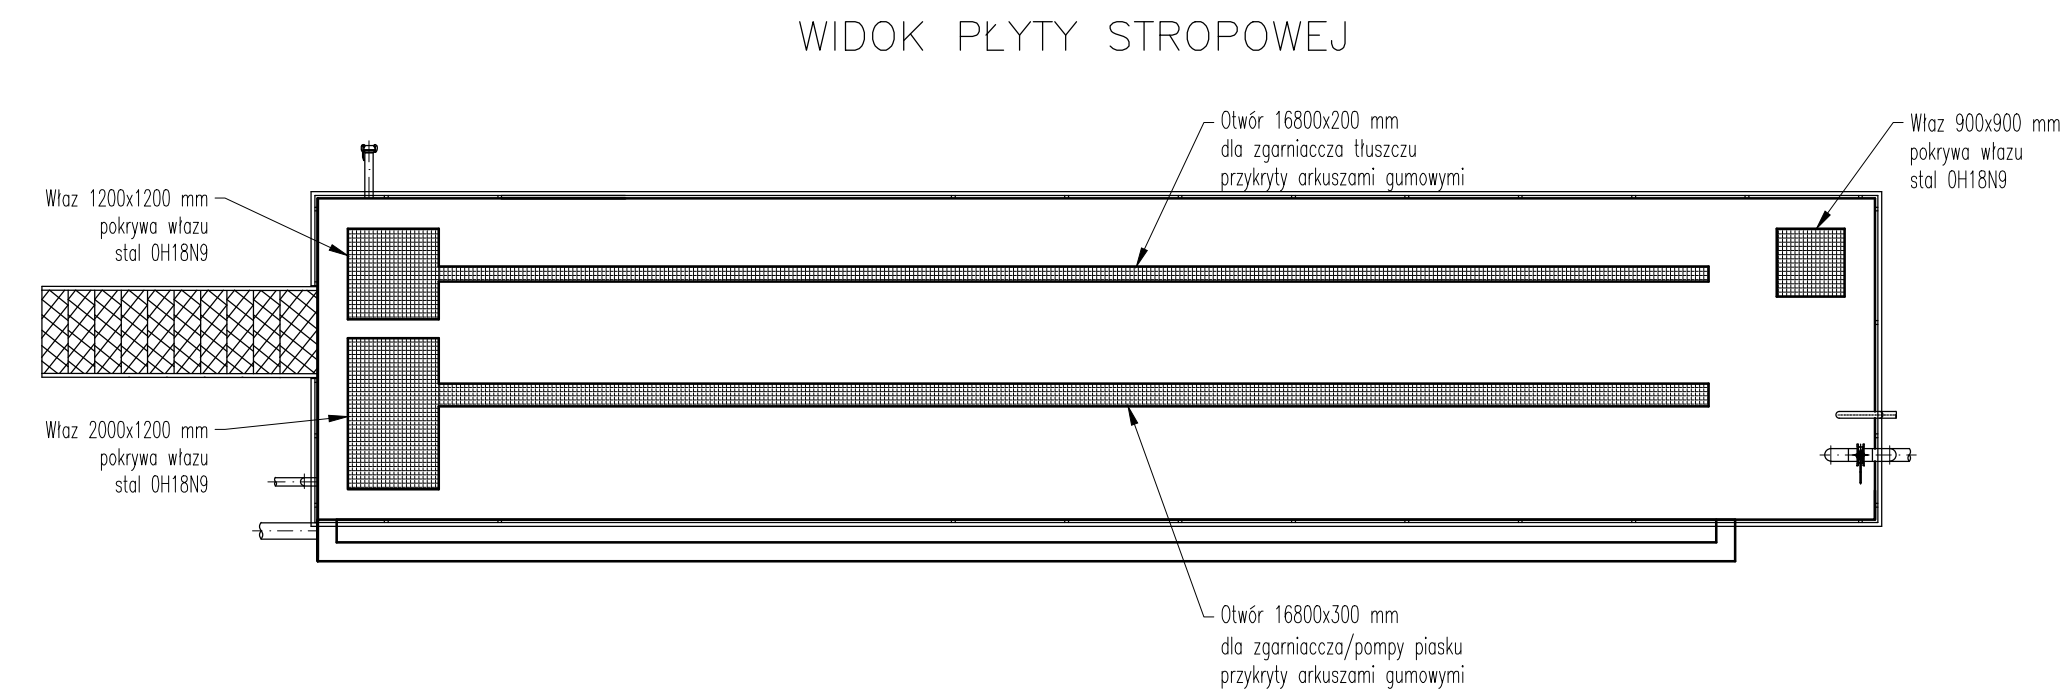 WIDOK PŁYTY STROPOWEJ
Otwór 16800x200 mm
dla zgarniaccza tłuszczu
przykryty arkuszami gumowymi
Właz 900x900 mm
pokrywa włazu
stal 0H18N9
Właz 1200x1200 mm
pokrywa włazu
stal 0H18N9
Właz 2000x1200 mm
pokrywa włazu
stal 0H18N9
Otwór 16800x300 mm
dla zgarniaccza/pompy piasku
przykryty arkuszami gumowymi